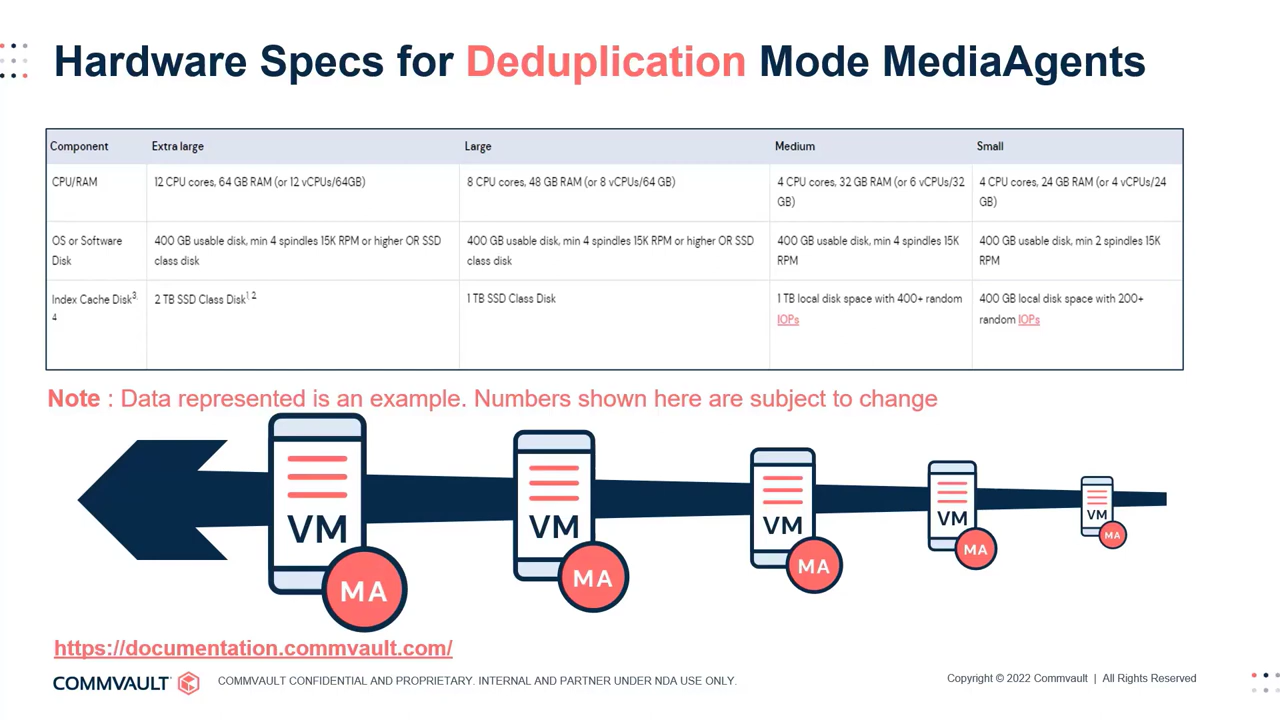 Hardware Specs for Deduplication Mode MediaAgents
Component Extra large Large Medium Small
CPU/RAM 12 CPU cores, 64 GB RAM (or 12 vCPUs/64GB) 8 CPU cores, 48 GB RAM (or 8 vCPUs/64 GB) 4 CPU cores, 32 GB RAM (or 6 vCPUs/32 4 CPU cores, 24 GB RAM (or 4 vCPUs/24
GB) GB)
OS or Software 400 GB usable disk, min 4 spindles 15K RPM or higher OR SSD 400 GB usable disk, min 4 spindles 15K RPM or higher OR SSD 400 GB usable disk, min 4 spindles 15K 400 GB usable disk, min 2 spindles 15K
Disk class disk class disk RPM RPM
Index Cache Disk3, 2 TB SSD Class Disk1 2 1 TB SSD Class Disk 1 TB local disk space with 400+ random 400 GB local disk space with 200+
4 IOPs random IOPs
Note : Data represented is an example. Numbers shown here are subject to change
VM VM VM VM VM
MA MA MA MA MA
https://documentation.commvault.com/
COMMVAULT COMMVAULT CONFIDENTIAL AND PROPRIETARY. INTERNAL AND PARTNER UNDER NDA USE ONLY. Copyright © 2022 Commvault | All Rights Reserved